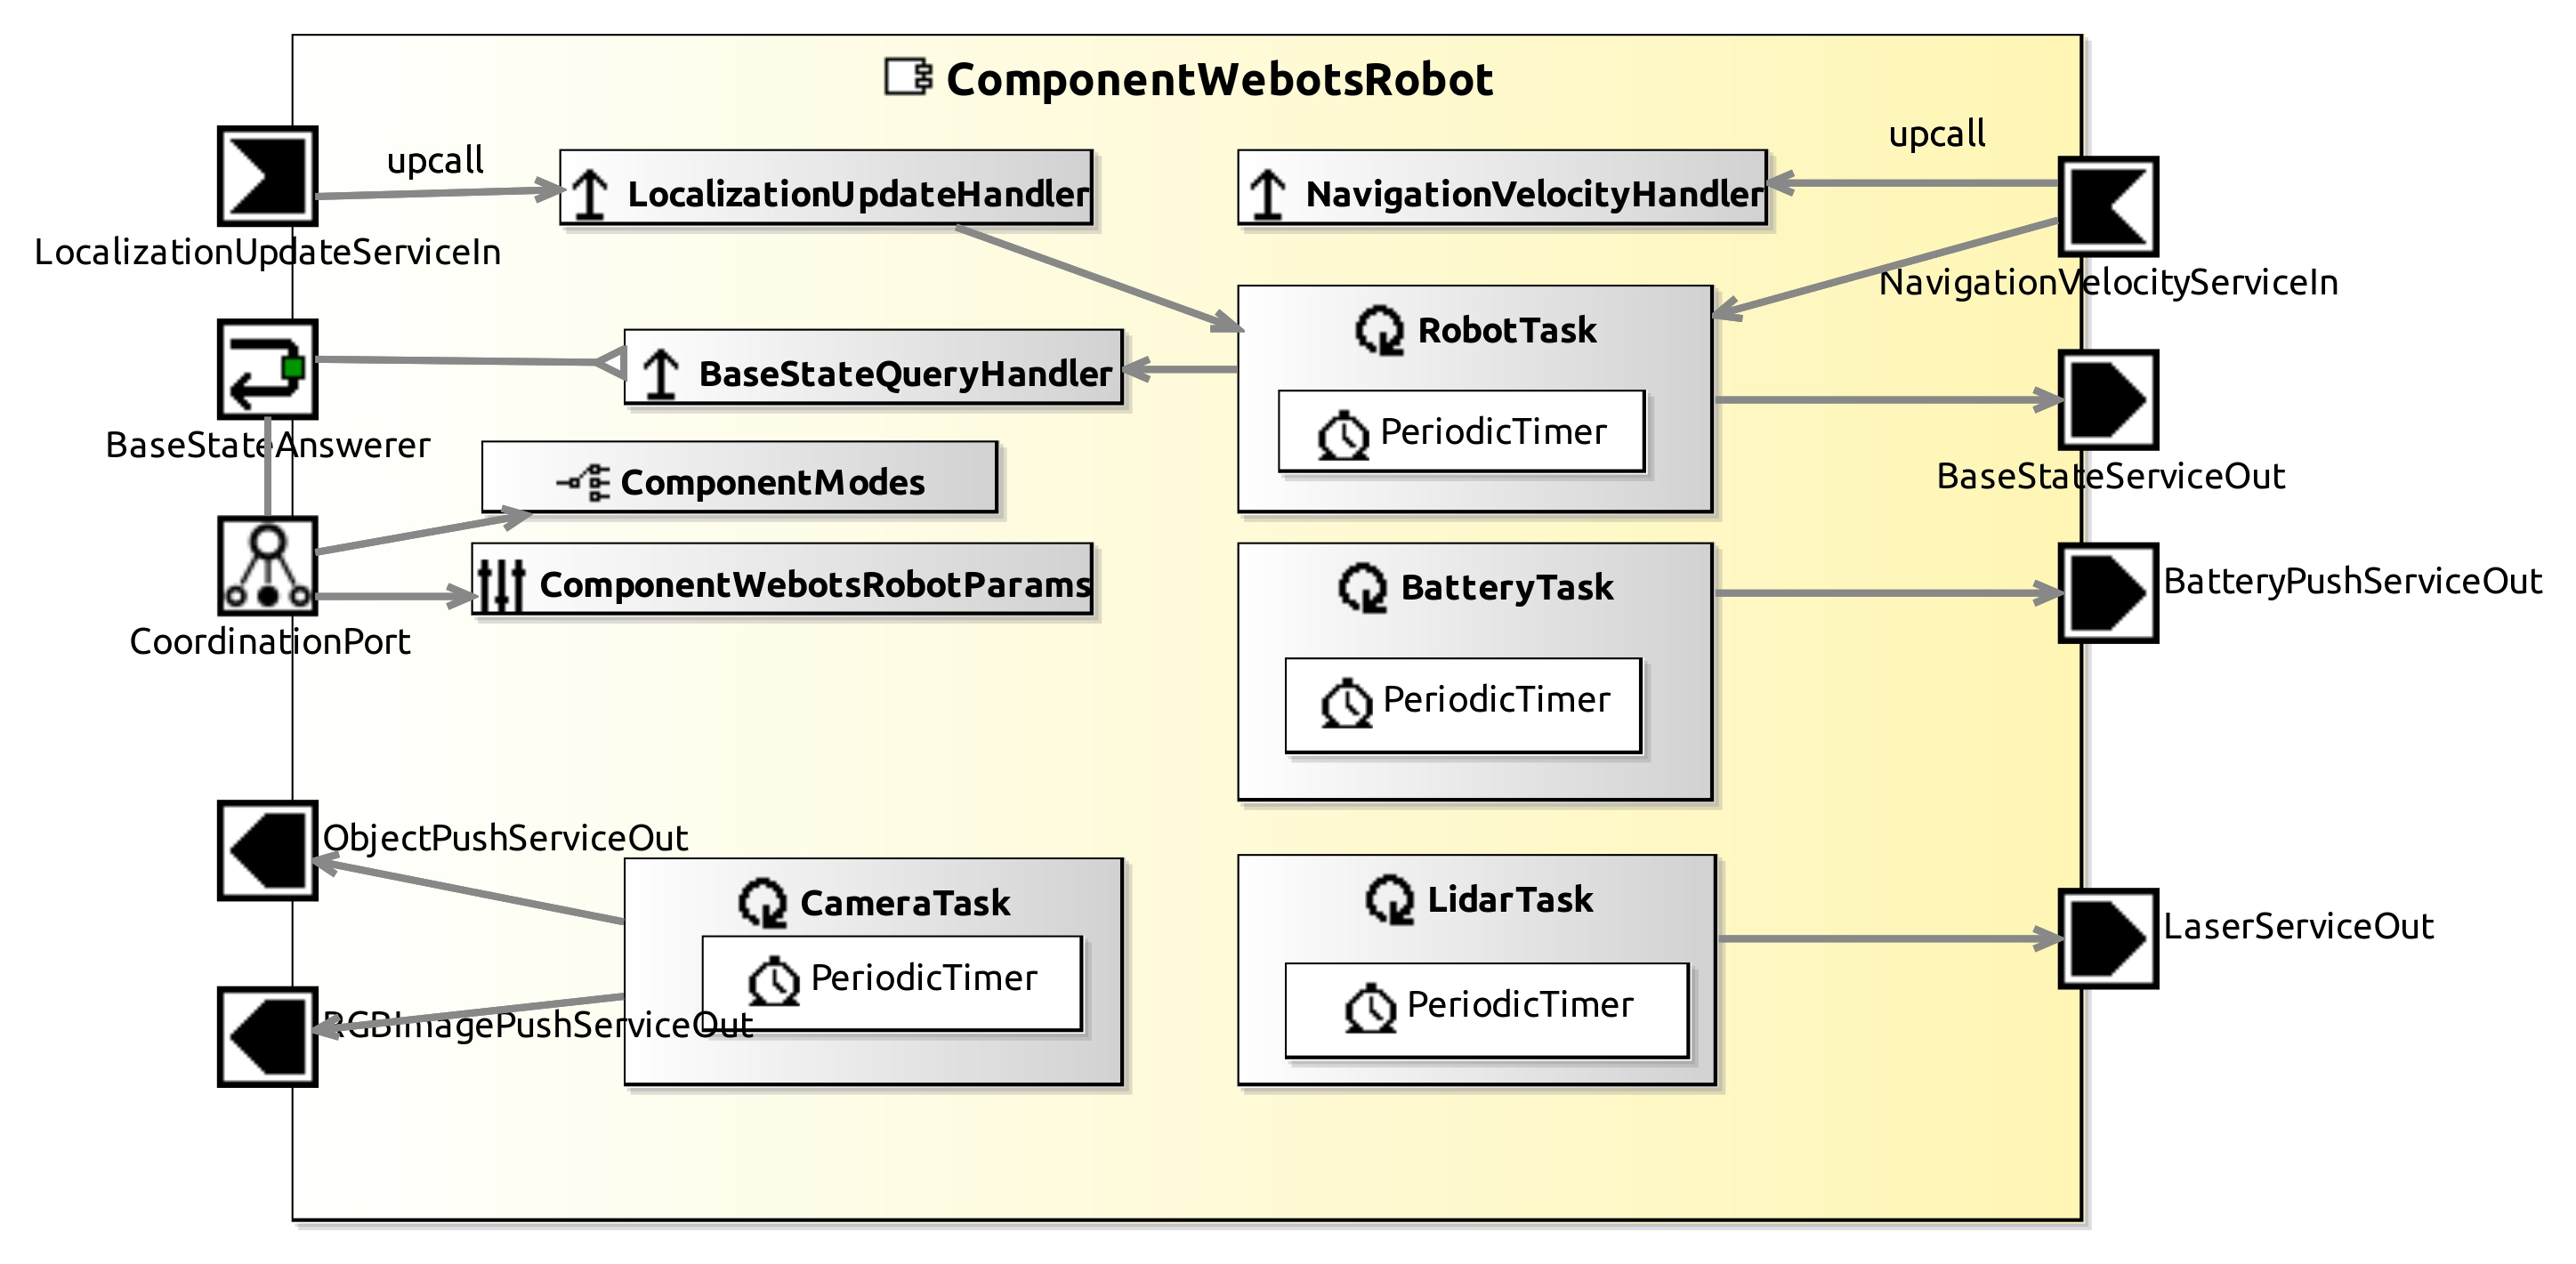 ComponentWebotsRobot
upcall
LocalizationUpdateHandler
LocalizationUpdateServiceIn
upcall
NavigationVelocityHandler
NavigationVelocityServiceIn
BaseStateQueryHandler
BaseStateAnswerer
RobotTask
PeriodicTimer
BaseStateServiceOut
ComponentModes
ComponentWebotsRobotParams
CoordinationPort
BatteryTask
PeriodicTimer
BatteryPushServiceOut
ObjectPushServiceOut
CameraTask
PeriodicTimer
RGBImagePushServiceOut
LidarTask
PeriodicTimer
LaserServiceOut